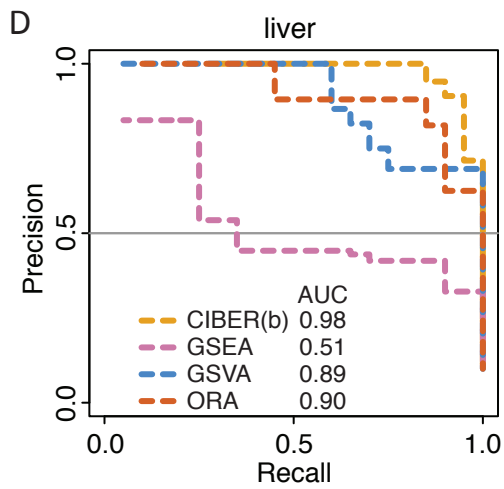 D
liver
1.0
0.5
0.0
Precision
AUC
CIBER(b) 0.98
GSEA 0.51
GSVA 0.89
ORA 0.90
0.0 0.5 1.0
Recall